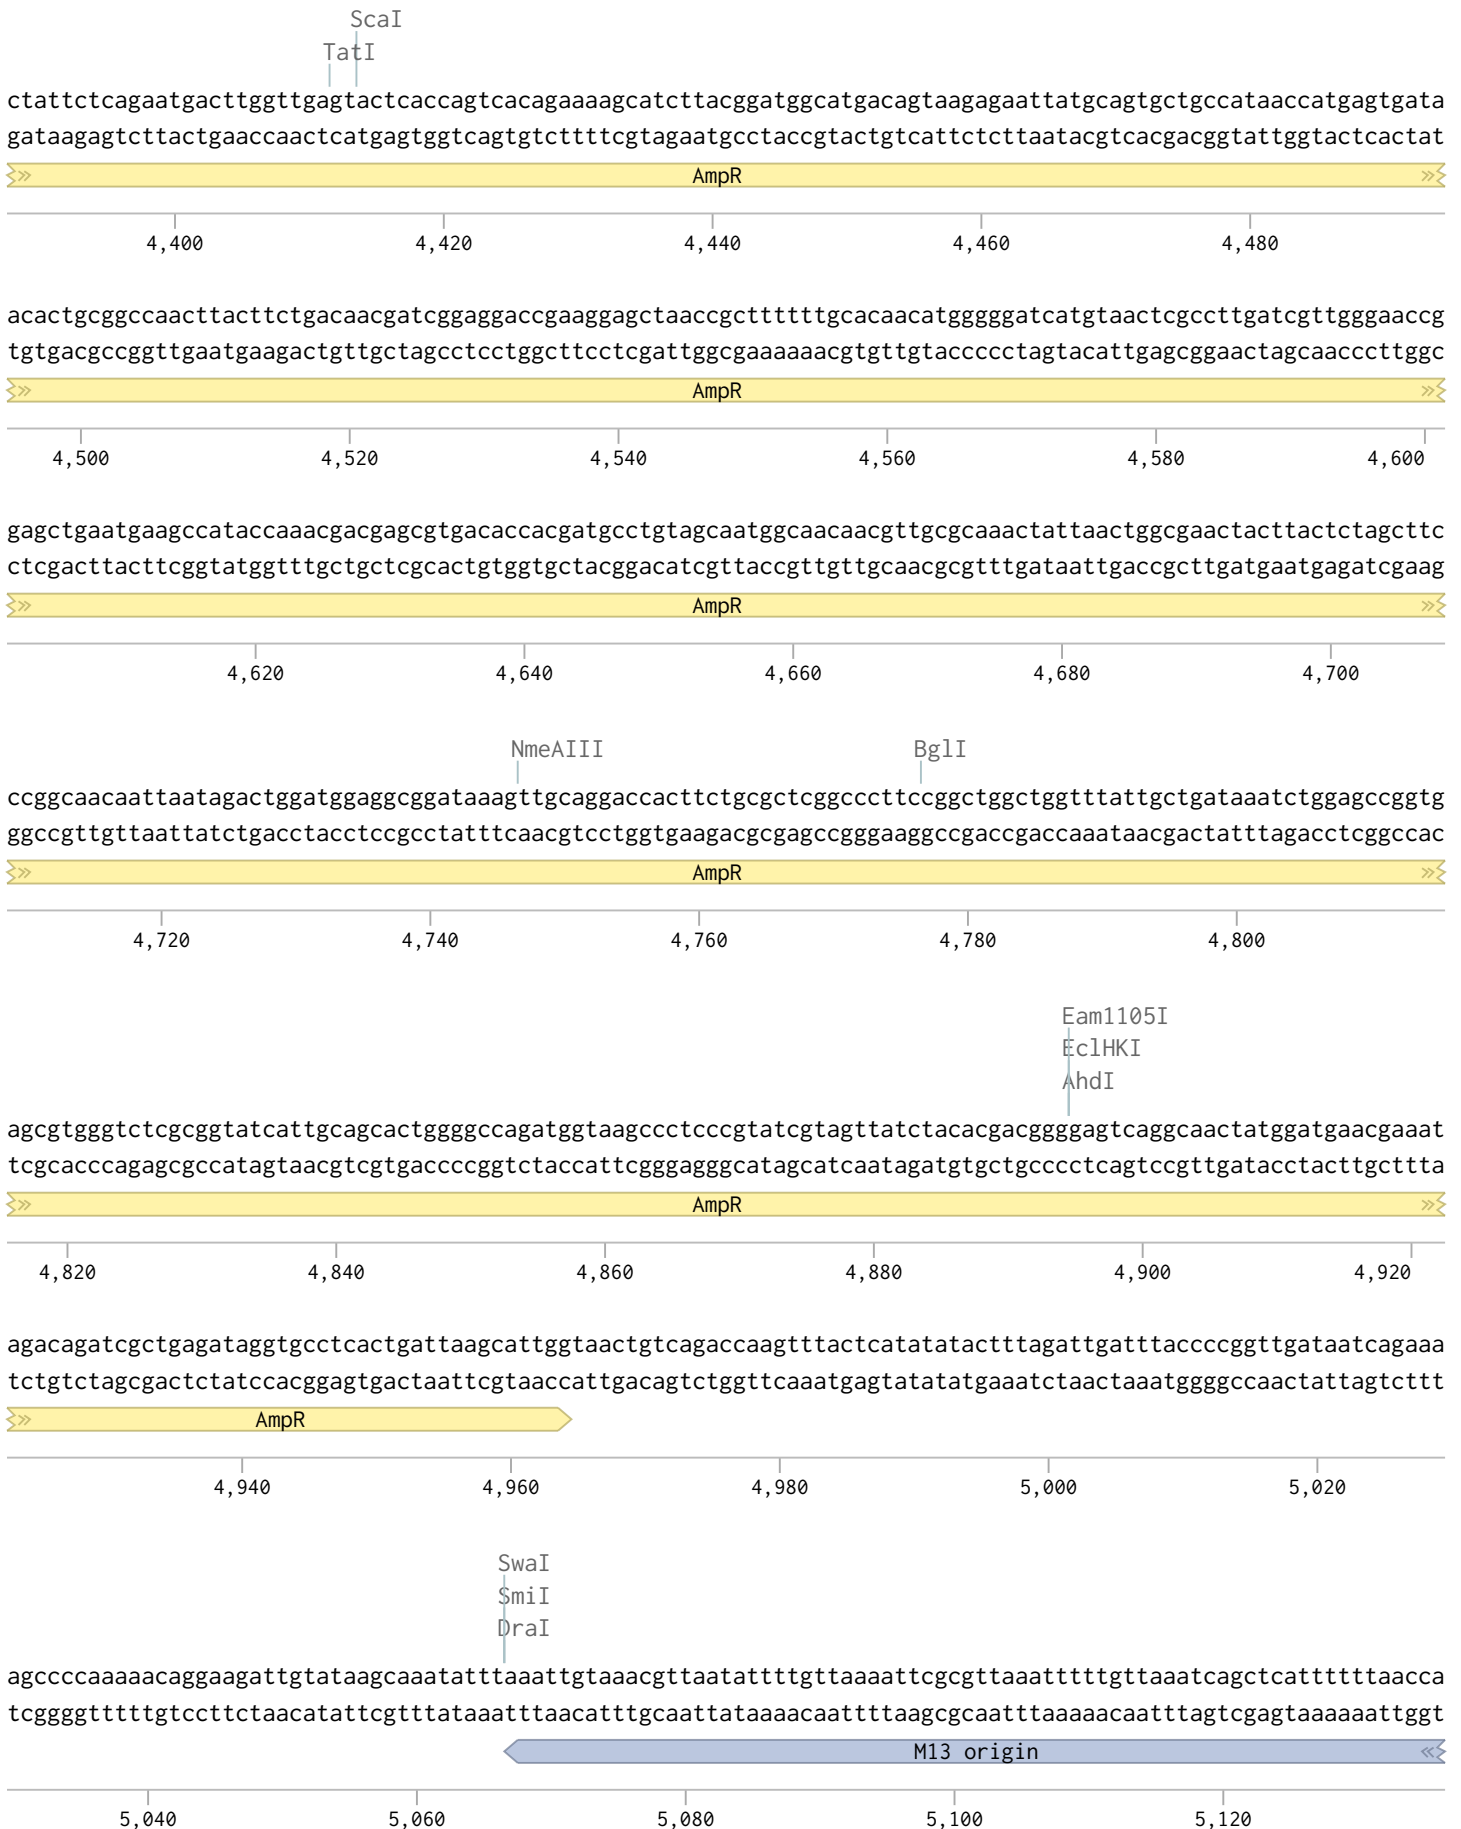 ScaI
TatI
ctattctcagaatgacttggttgagtactcaccagtcacagaaaagcatcttacggatggcatgacagtaagagaattatgcagtgctgccataaccatgagtgata
gataagagtcttactgaaccaactcatgagtggtcagtgtcttttcgtagaatgcctaccgtactgtcattctcttaatacgtcacgacggtattggtactcactat
AmpR
4,400 4,420 4,440 4,460 4,480
acactgcggccaacttacttctgacaacgatcggaggaccgaaggagctaaccgcttttttgcacaacatgggggatcatgtaactcgccttgatcgttgggaaccg
tgtgacgccggttgaatgaagactgttgctagcctcctggcttcctcgattggcgaaaaaacgtgttgtaccccctagtacattgagcggaactagcaacccttggc
AmpR
4,500 4,520 4,540 4,560 4,580 4,600
gagctgaatgaagccataccaaacgacgagcgtgacaccacgatgcctgtagcaatggcaacaacgttgcgcaaactattaactggcgaactacttactctagcttc
ctcgacttacttcggtatggtttgctgctcgcactgtggtgctacggacatcgttaccgttgttgcaacgcgtttgataattgaccgcttgatgaatgagatcgaag
AmpR
4,620 4,640 4,660 4,680 4,700
NmeAIII BglI
ccggcaacaattaatagactggatggaggcggataaagttgcaggaccacttctgcgctcggcccttccggctggctggtttattgctgataaatctggagccggtg
ggccgttgttaattatctgacctacctccgcctatttcaacgtcctggtgaagacgcgagccgggaaggccgaccgaccaaataacgactatttagacctcggccac
AmpR
4,720 4,740 4,760 4,780 4,800
Eam1105I
EclHKI
AhdI
agcgtgggtctcgcggtatcattgcagcactggggccagatggtaagccctcccgtatcgtagttatctacacgacggggagtcaggcaactatggatgaacgaaat
tcgcacccagagcgccatagtaacgtcgtgaccccggtctaccattcgggagggcatagcatcaatagatgtgctgcccctcagtccgttgatacctacttgcttta
AmpR
4,820 4,840 4,860 4,880 4,900 4,920
agacagatcgctgagataggtgcctcactgattaagcattggtaactgtcagaccaagtttactcatatatactttagattgatttaccccggttgataatcagaaa
tctgtctagcgactctatccacggagtgactaattcgtaaccattgacagtctggttcaaatgagtatatatgaaatctaactaaatggggccaactattagtcttt
AmpR
4,940 4,960 4,980 5,000 5,020
SwaI
SmiI
DraI
agccccaaaaacaggaagattgtataagcaaatatttaaattgtaaacgttaatattttgttaaaattcgcgttaaatttttgttaaatcagctcattttttaacca
tcggggtttttgtccttctaacatattcgtttataaatttaacatttgcaattataaaacaattttaagcgcaatttaaaaacaatttagtcgagtaaaaaattggt
M13 origin
5,040 5,060 5,080 5,100 5,120